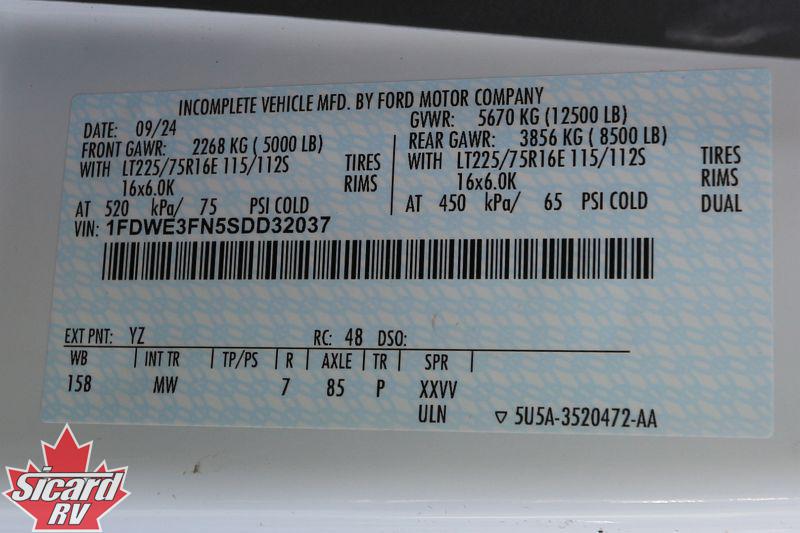 INCOMPLETE VEHICLE MFD. BY FORD MOTOR COMPANY
DATE: 09/24 GVWR: 5670 KG (12500 LB)
FRONT GAWR: 2268 KG ( 5000 LB) REAR GAWR: 3856 KG ( 8500 LB)
WITH LT225/75R16E 115/112S TIRES WITH LT225/75R16E 115/112S TIRES
16x6.0K RIMS 16x6.0K RIMS
AT 520 kPa/ 75 PSI COLD AT 450 kPa/ 65 PSI COLD DUAL
VIN: 1FDWE3FN5SDD32037
EXT PNT: YZ RC: 48 DSO:
WB INT TR TP/PS R AXLE TR SPR
158 MW 7 85 P XXVV
ULN ▽ 5U5A-3520472-AA
Sicard
RV